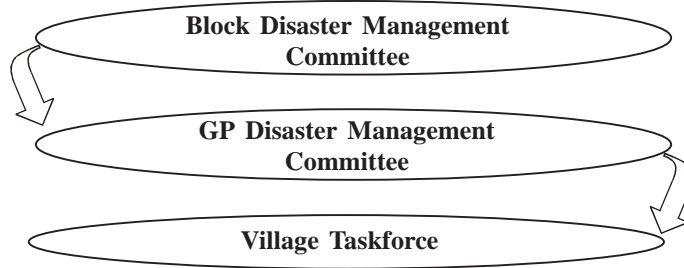 Block Disaster Management
Committee
GP Disaster Management
Committee
Village Taskforce